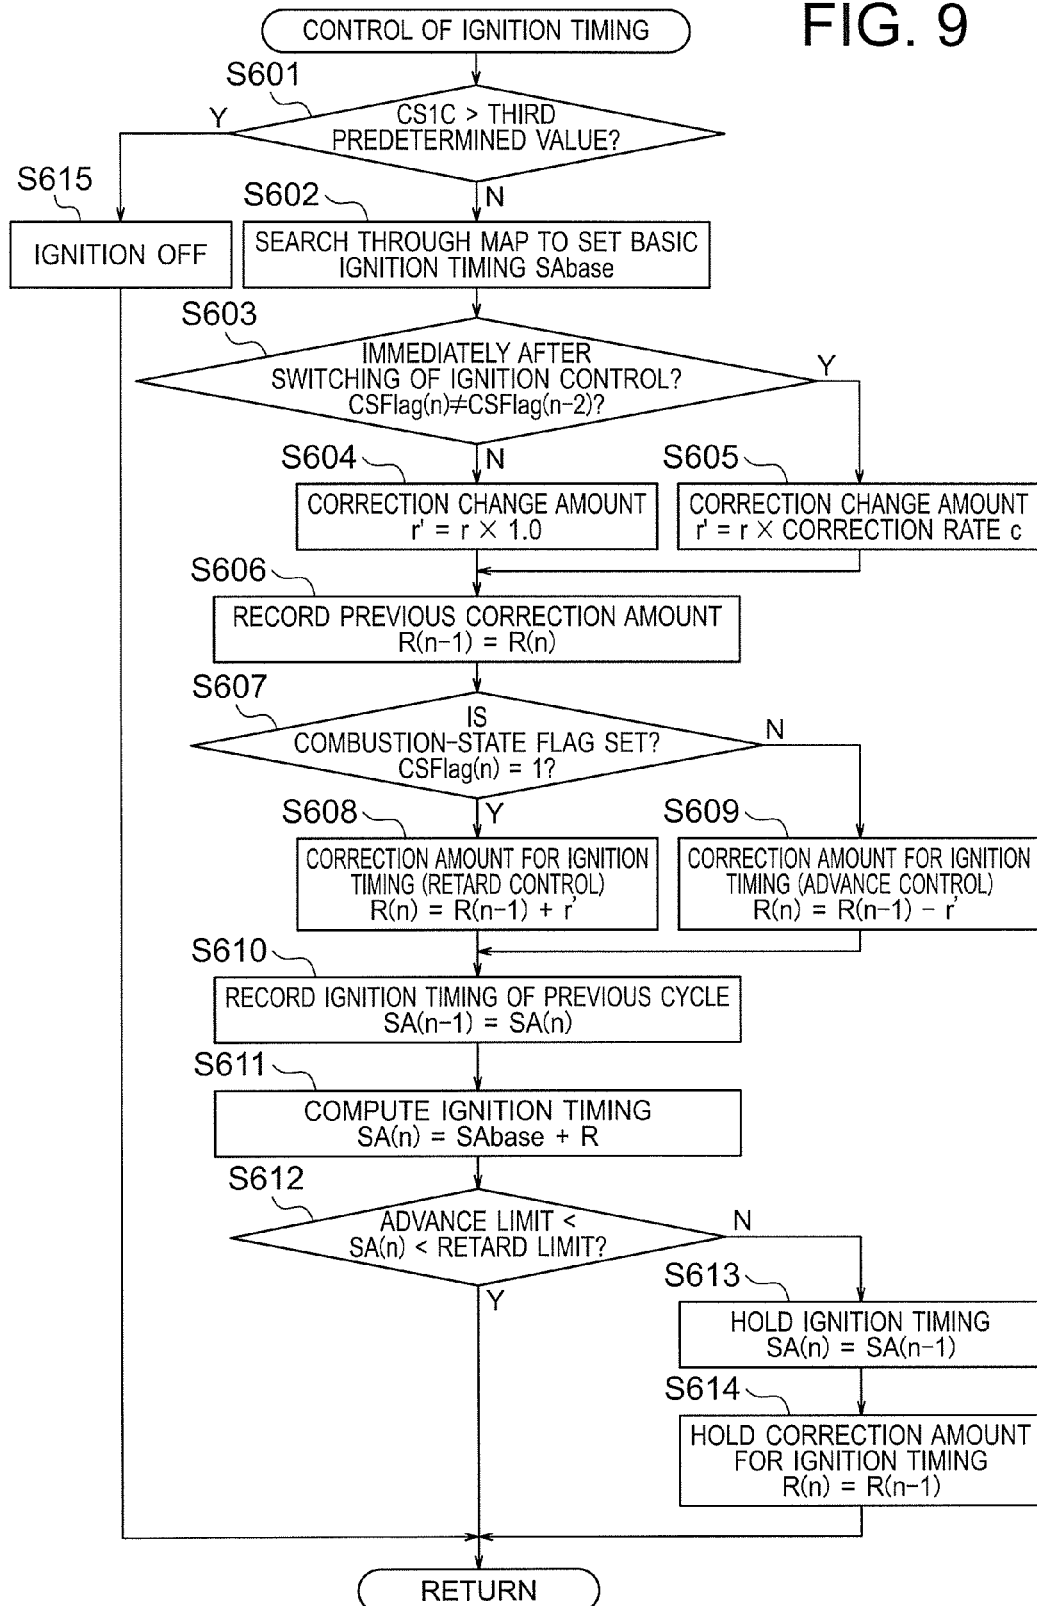 FIG. 9
CONTROL OF IGNITION TIMING
S601
CS1C > THIRD
PREDETERMINED VALUE?
Y
N
S615
IGNITION OFF
S602
SEARCH THROUGH MAP TO SET BASIC
IGNITION TIMING SAbase
S603
IMMEDIATELY AFTER
SWITCHING OF IGNITION CONTROL?
CSFlag(n)≠CSFlag(n-2)?
Y
N
S604
CORRECTION CHANGE AMOUNT
r' = r × 1.0
S605
CORRECTION CHANGE AMOUNT
r' = r × CORRECTION RATE c
S606
RECORD PREVIOUS CORRECTION AMOUNT
R(n-1) = R(n)
S607
IS
COMBUSTION-STATE FLAG SET?
CSFlag(n) = 1?
N
Y
S608
CORRECTION AMOUNT FOR IGNITION
TIMING (RETARD CONTROL)
R(n) = R(n-1) + r'
S609
CORRECTION AMOUNT FOR IGNITION
TIMING (ADVANCE CONTROL)
R(n) = R(n-1) - r'
S610
RECORD IGNITION TIMING OF PREVIOUS CYCLE
SA(n-1) = SA(n)
S611
COMPUTE IGNITION TIMING
SA(n) = SAbase + R
S612
ADVANCE LIMIT <
SA(n) < RETARD LIMIT?
N
Y
S613
HOLD IGNITION TIMING
SA(n) = SA(n-1)
S614
HOLD CORRECTION AMOUNT
FOR IGNITION TIMING
R(n) = R(n-1)
RETURN